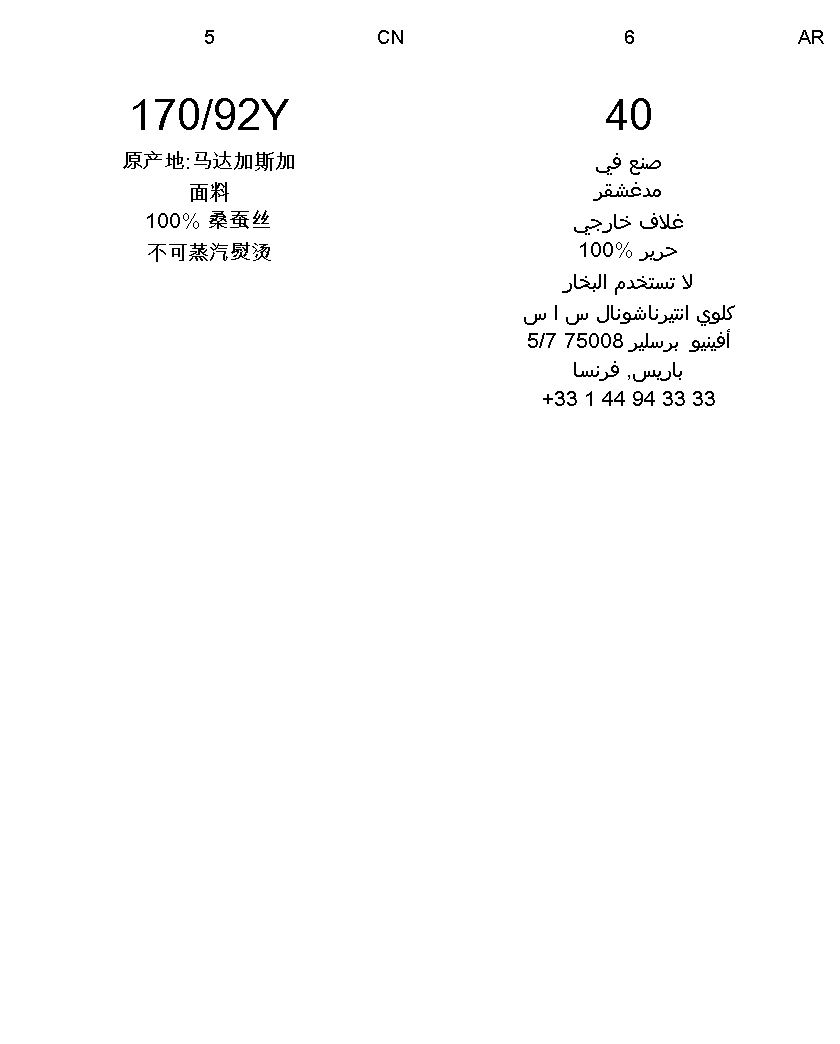 5
CN
170/92Y
原产地:马达加斯加
面料
100% 桑蚕丝
不可蒸汽熨烫
6
AR
40
صنع في
مدغشقر
غلاف خارجي
100% حرير
لا تستخدم البخار
كلوي انتيرناشونال س ا س
أفينيو برسلير 75008 5/7
باريس, فرنسا
+33 1 44 94 33 33